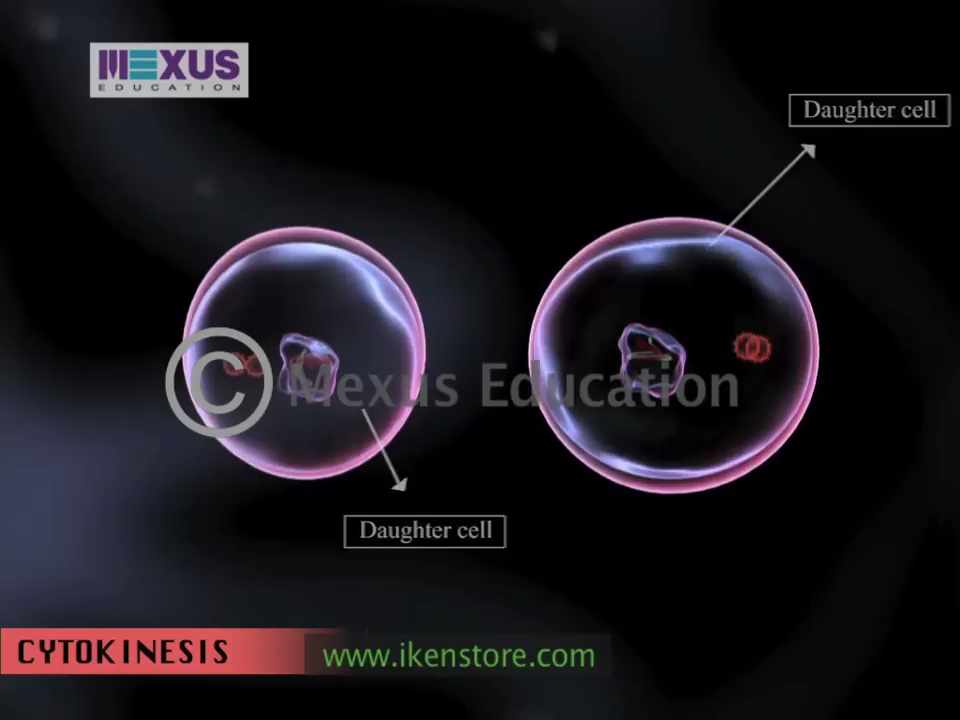 MEXUS
EDUCATION
Daughter cell
© Mexus Education
Daughter cell
CYTOKINESIS
www.ikenstore.com